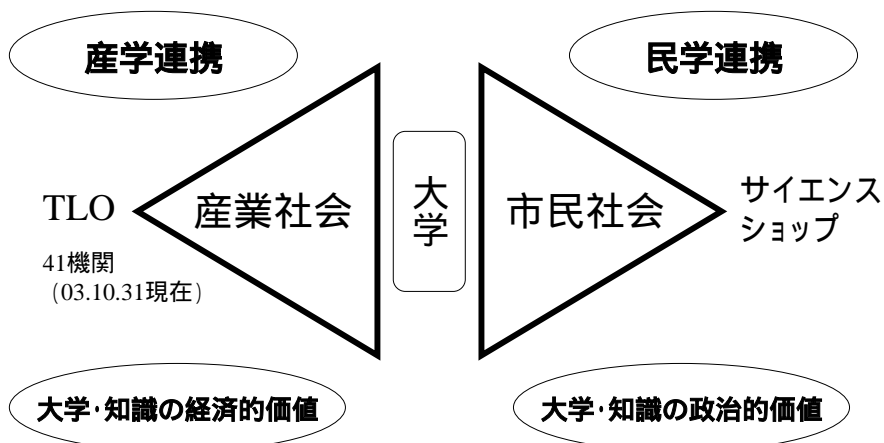 産学連携
民学連携
TLO
41機関
(03.10.31現在)
産業社会
大学
市民社会
サイエンス
ショップ
大学・知識の経済的価値
大学・知識の政治的価値